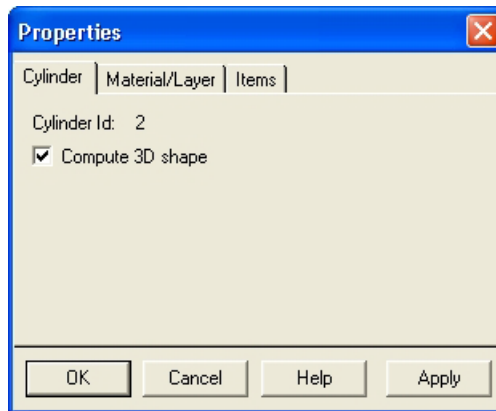 Properties
Cylinder Material/Layer Items
Cylinder Id: 2
Compute 3D shape
OK Cancel Help Apply